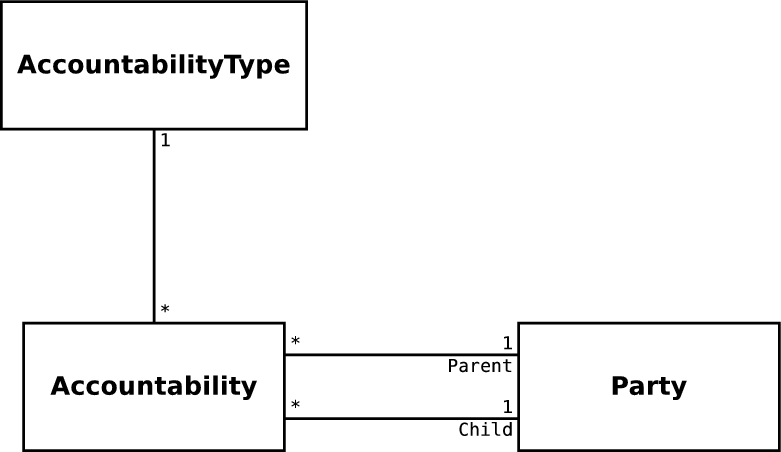 AccountabilityType
1
*
* 1
Parent
Accountability
Party
* 1
Child